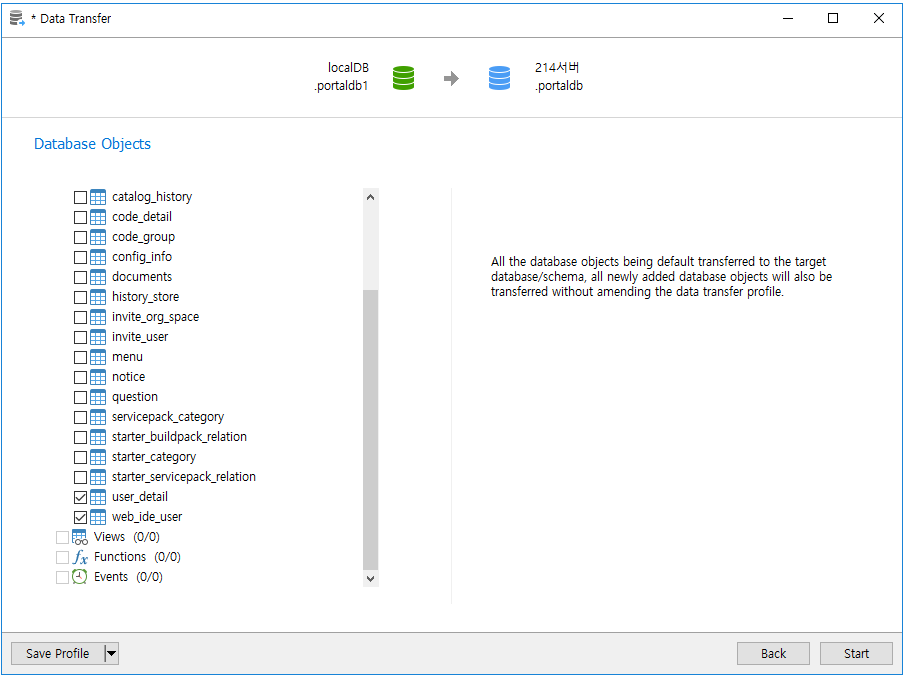 * Data Transfer
localDB
.portaldb1
214서버
.portaldb
Database Objects
catalog_history
code_detail
code_group
config_info
documents
history_store
invite_org_space
invite_user
menu
notice
question
servicepack_category
starter_buildpack_relation
starter_category
starter_servicepack_relation
user_detail
web_ide_user
Views (0/0)
fx Functions (0/0)
Events (0/0)
All the database objects being default transferred to the target
database/schema, all newly added database objects will also be
transferred without amending the data transfer profile.
Save Profile
Back
Start